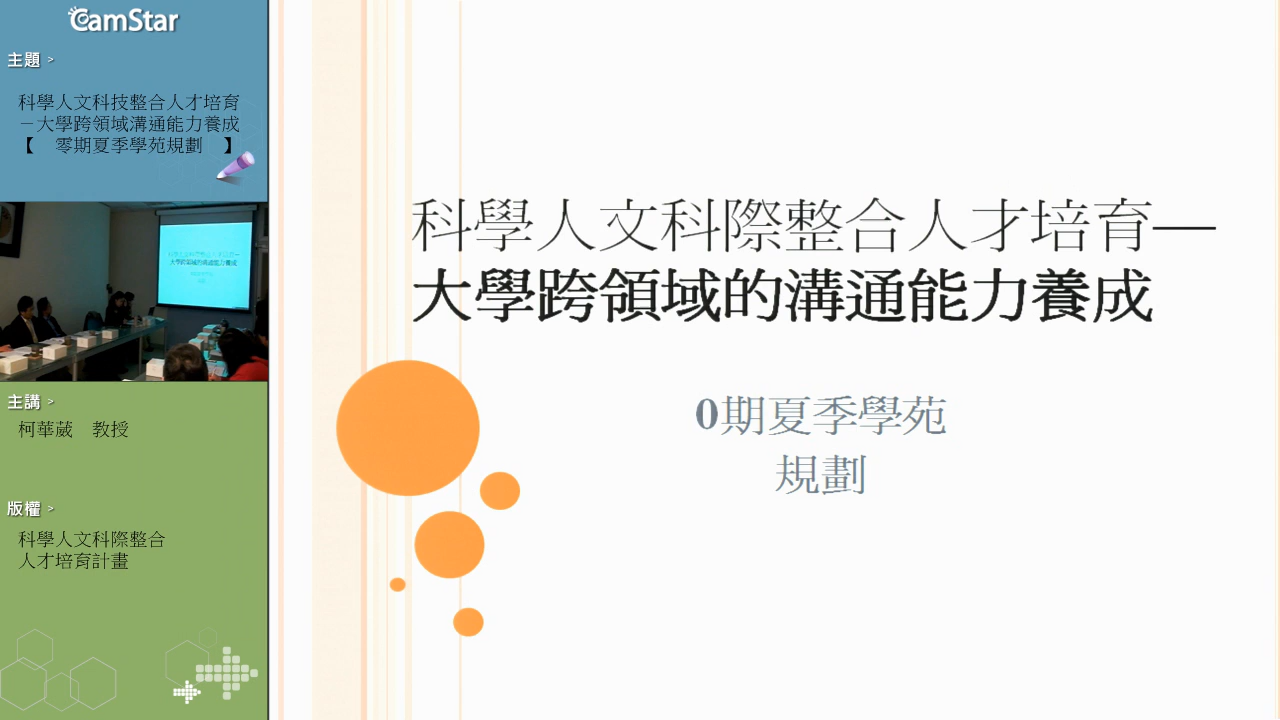 CamStar
主題 >
科學人文科技整合人才培育
－大學跨領域溝通能力養成
【　零期夏季學苑規劃　】
主講 >
柯華葳　教授
版權 >
科學人文科際整合
人才培育計畫
科學人文科際整合人才培育—
大學跨領域的溝通能力養成
0期夏季學苑
規劃